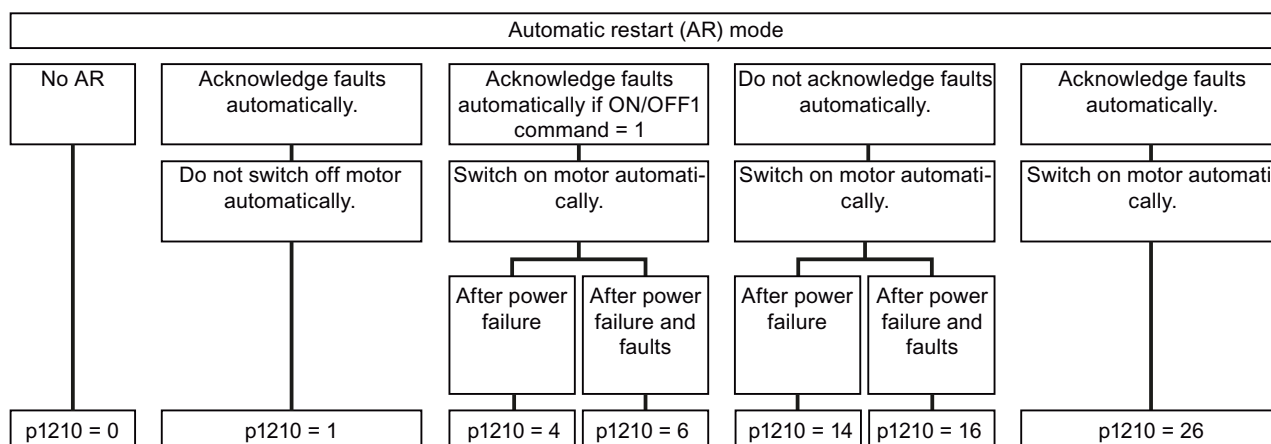 Automatic restart (AR) mode
No AR
Acknowledge faults
automatically.
Acknowledge faults
automatically if ON/OFF1
command = 1
Do not acknowledge faults
automatically.
Acknowledge faults
automatically.
Do not switch off motor
automatically.
Switch on motor automati-
cally.
Switch on motor automati-
cally.
Switch on motor automati
cally.
After power
failure
After power
failure and
faults
After power
failure
After power
failure and
faults
p1210 = 0
p1210 = 1
p1210 = 4
p1210 = 6
p1210 = 14
p1210 = 16
p1210 = 26